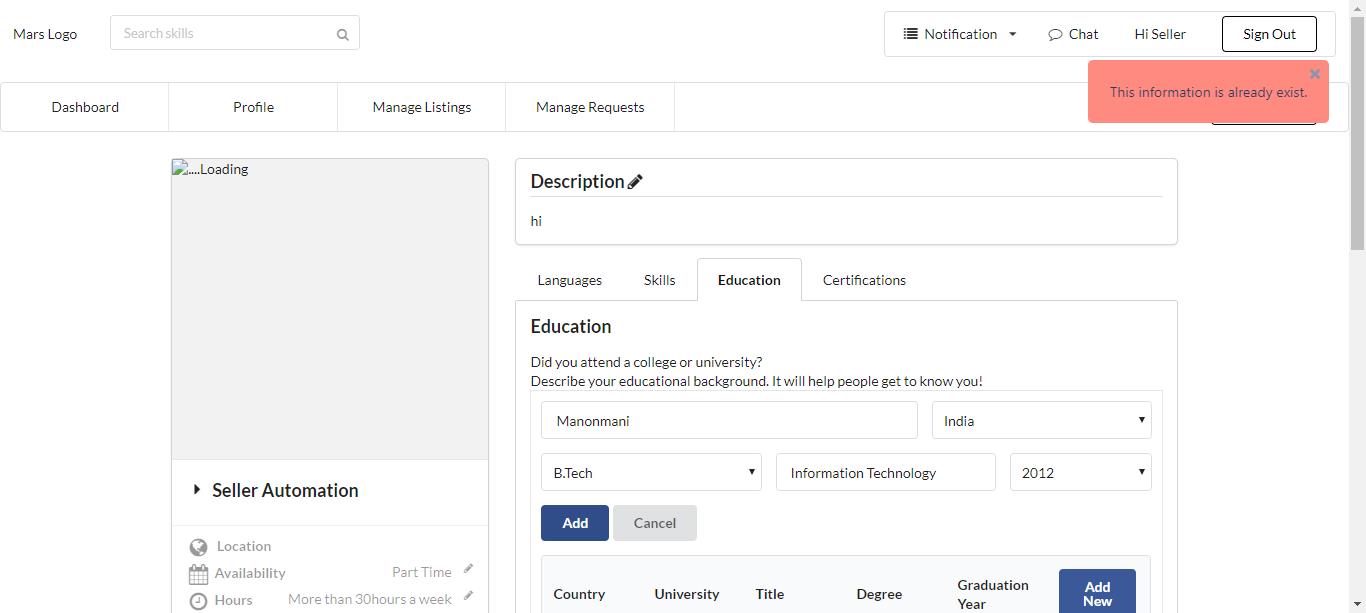 Mars Logo
Search skills
Notification
Chat
Hi Seller
Sign Out
This information is already exist.
Dashboard
Profile
Manage Listings
Manage Requests
....Loading
Description
hi
Languages
Skills
Education
Certifications
Education
Did you attend a college or university?
Describe your educational background. It will help people get to know you!
Manonmani
India
B.Tech
Information Technology
2012
Add
Cancel
Country
University
Title
Degree
Graduation
Year
Add
New
Seller Automation
Location
Availability
Part Time
Hours
More than 30hours a week